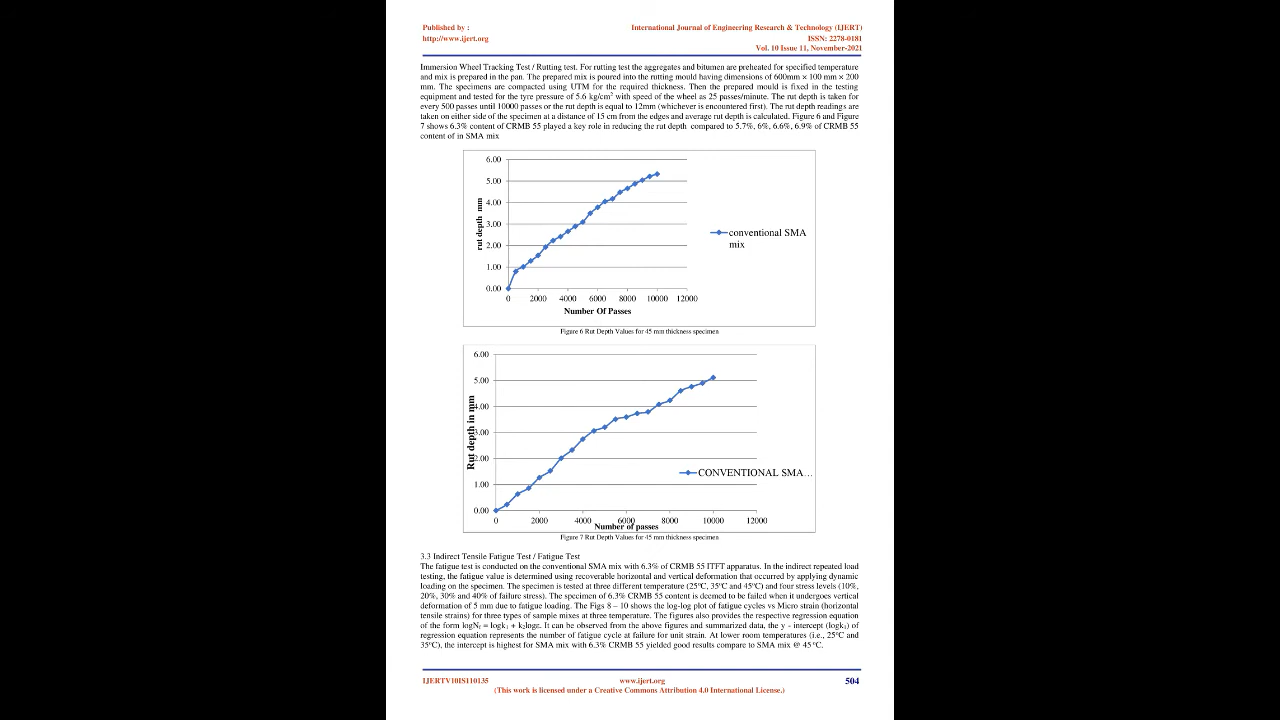 Published by :
International Journal of Engineering Research & Technology (IJERT)
http://www.ijert.org
ISSN: 2278-0181
Vol. 10 Issue 11, November-2021
Immersion Wheel Tracking Test / Rutting test. For rutting test the aggregates and bitumen are preheated for specified temperature
and mix is prepared in the pan. The prepared mix is poured into the rutting mould having dimensions of 600mm × 100 mm × 200
mm. The specimens are compacted using UTM for the required thickness. Then the prepared mould is fixed in the testing
equipment and tested for the tyre pressure of 5.6 kg/cm² with speed of the wheel as 25 passes/minute. The rut depth is taken for
every 500 passes until 10000 passes or the rut depth is equal to 12mm (whichever is encountered first). The rut depth readings are
taken on either side of the specimen at a distance of 15 cm from the edges and average rut depth is calculated. Figure 6 and Figure
7 shows 6.3% content of CRMB 55 played a key role in reducing the rut depth compared to 5.7%, 6%, 6.6%, 6.9% of CRMB 55
content of in SMA mix
6.00
5.00
4.00
3.00
2.00
1.00
0.00
rut depth mm
0 2000 4000 6000 8000 10000 12000
Number Of Passes
conventional SMA
mix
Figure 6 Rut Depth Values for 45 mm thickness specimen
6.00
5.00
4.00
3.00
2.00
1.00
0.00
Rut depth in mm
0 2000 4000 6000 8000 10000 12000
Number of passes
CONVENTIONAL SMA…
Figure 7 Rut Depth Values for 45 mm thickness specimen
3.3 Indirect Tensile Fatigue Test / Fatigue Test
The fatigue test is conducted on the conventional SMA mix with 6.3% of CRMB 55 ITFT apparatus. In the indirect repeated load
testing, the fatigue value is determined using recoverable horizontal and vertical deformation that occurred by applying dynamic
loading on the specimen. The specimen is tested at three different temperature (25ºC, 35ºC and 45ºC) and four stress levels (10%,
20%, 30% and 40% of failure stress). The specimen of 6.3% CRMB 55 content is deemed to be failed when it undergoes vertical
deformation of 5 mm due to fatigue loading. The Figs 8 – 10 shows the log-log plot of fatigue cycles vs Micro strain (horizontal
tensile strains) for three types of sample mixes at three temperature. The figures also provides the respective regression equation
of the form logNf = logk1 + k2logε. It can be observed from the above figures and summarized data, the y - intercept (logk1) of
regression equation represents the number of fatigue cycle at failure for unit strain. At lower room temperatures (i.e., 25ºC and
35ºC), the intercept is highest for SMA mix with 6.3% CRMB 55 yielded good results compare to SMA mix @ 45 ºC.
IJERTV10IS110135
www.ijert.org
504
(This work is licensed under a Creative Commons Attribution 4.0 International License.)